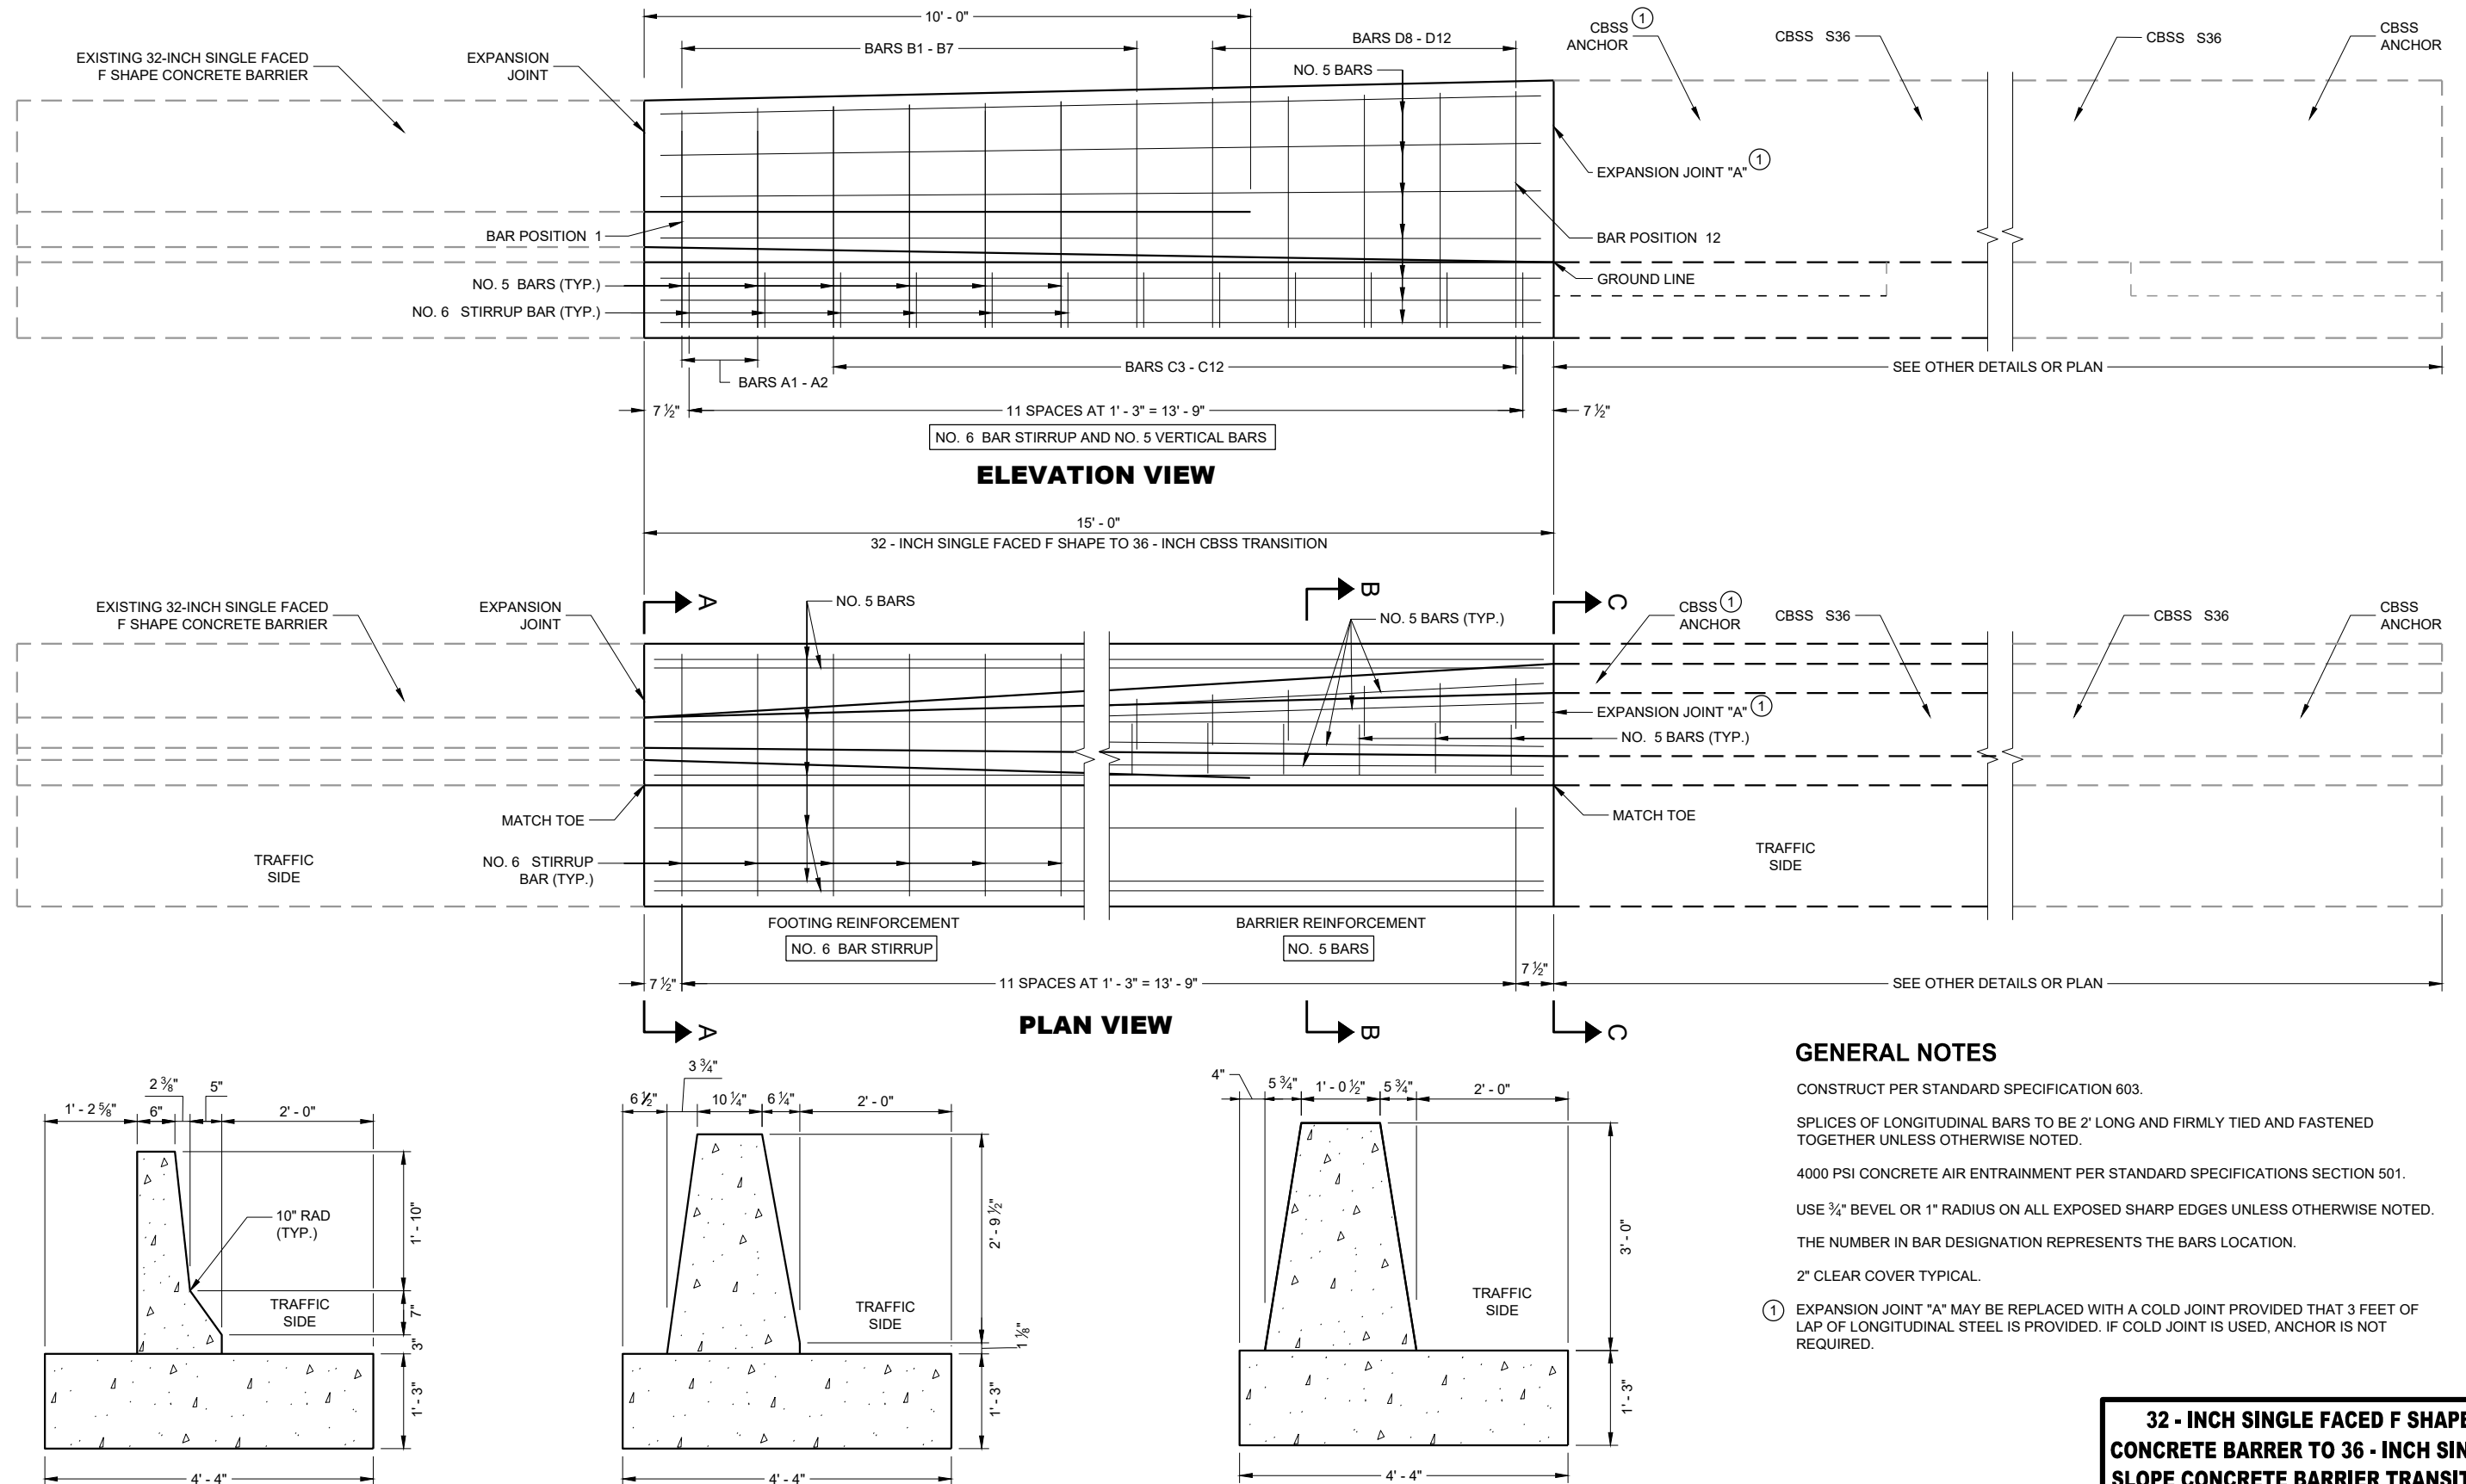 10' - 0"
BARS B1 - B7
BARS D8 - D12
NO. 5 BARS
EXISTING 32-INCH SINGLE FACED
F SHAPE CONCRETE BARRIER
EXPANSION
JOINT
CBSS ①
ANCHOR
CBSS S36
CBSS S36
CBSS
ANCHOR
EXPANSION JOINT "A" ①
BAR POSITION 1
BAR POSITION 12
GROUND LINE
NO. 5 BARS (TYP.)
NO. 6 STIRRUP BAR (TYP.)
BARS A1 - A2
BARS C3 - C12
SEE OTHER DETAILS OR PLAN
7 ½"
11 SPACES AT 1' - 3" = 13' - 9"
7 ½"
NO. 6 BAR STIRRUP AND NO. 5 VERTICAL BARS
ELEVATION VIEW
15' - 0"
32 - INCH SINGLE FACED F SHAPE TO 36 - INCH CBSS TRANSITION
A
B
C
EXISTING 32-INCH SINGLE FACED
F SHAPE CONCRETE BARRIER
EXPANSION
JOINT
NO. 5 BARS
NO. 5 BARS (TYP.)
CBSS ①
ANCHOR
CBSS S36
CBSS S36
CBSS
ANCHOR
EXPANSION JOINT "A" ①
NO. 5 BARS (TYP.)
MATCH TOE
MATCH TOE
TRAFFIC
SIDE
NO. 6 STIRRUP
BAR (TYP.)
TRAFFIC
SIDE
FOOTING REINFORCEMENT
NO. 6 BAR STIRRUP
BARRIER REINFORCEMENT
NO. 5 BARS
7 ½"
11 SPACES AT 1' - 3" = 13' - 9"
7 ½"
SEE OTHER DETAILS OR PLAN
A
PLAN VIEW
B
C
2 ⅜"
5"
1' - 2 ⅝"
6"
2' - 0"
10" RAD
(TYP.)
TRAFFIC
SIDE
1' - 10"
7"
3"
1' - 3"
4' - 4"
3 ¾"
6 ½"
10 ¼"
6 ¼"
2' - 0"
TRAFFIC
SIDE
2' - 9 ½"
1 ⅛"
1' - 3"
4' - 4"
4"
5 ¾"
1' - 0 ½"
5 ¾"
2' - 0"
TRAFFIC
SIDE
3' - 0"
1' - 3"
4' - 4"
GENERAL NOTES
CONSTRUCT PER STANDARD SPECIFICATION 603.
SPLICES OF LONGITUDINAL BARS TO BE 2' LONG AND FIRMLY TIED AND FASTENED
TOGETHER UNLESS OTHERWISE NOTED.
4000 PSI CONCRETE AIR ENTRAINMENT PER STANDARD SPECIFICATIONS SECTION 501.
USE ¾" BEVEL OR 1" RADIUS ON ALL EXPOSED SHARP EDGES UNLESS OTHERWISE NOTED.
THE NUMBER IN BAR DESIGNATION REPRESENTS THE BARS LOCATION.
2" CLEAR COVER TYPICAL.
① EXPANSION JOINT "A" MAY BE REPLACED WITH A COLD JOINT PROVIDED THAT 3 FEET OF
LAP OF LONGITUDINAL STEEL IS PROVIDED. IF COLD JOINT IS USED, ANCHOR IS NOT
REQUIRED.
32 - INCH SINGLE FACED F SHAPE
CONCRETE BARRER TO 36 - INCH SIN
SLOPE CONCRETE BARRIER TRANSIT